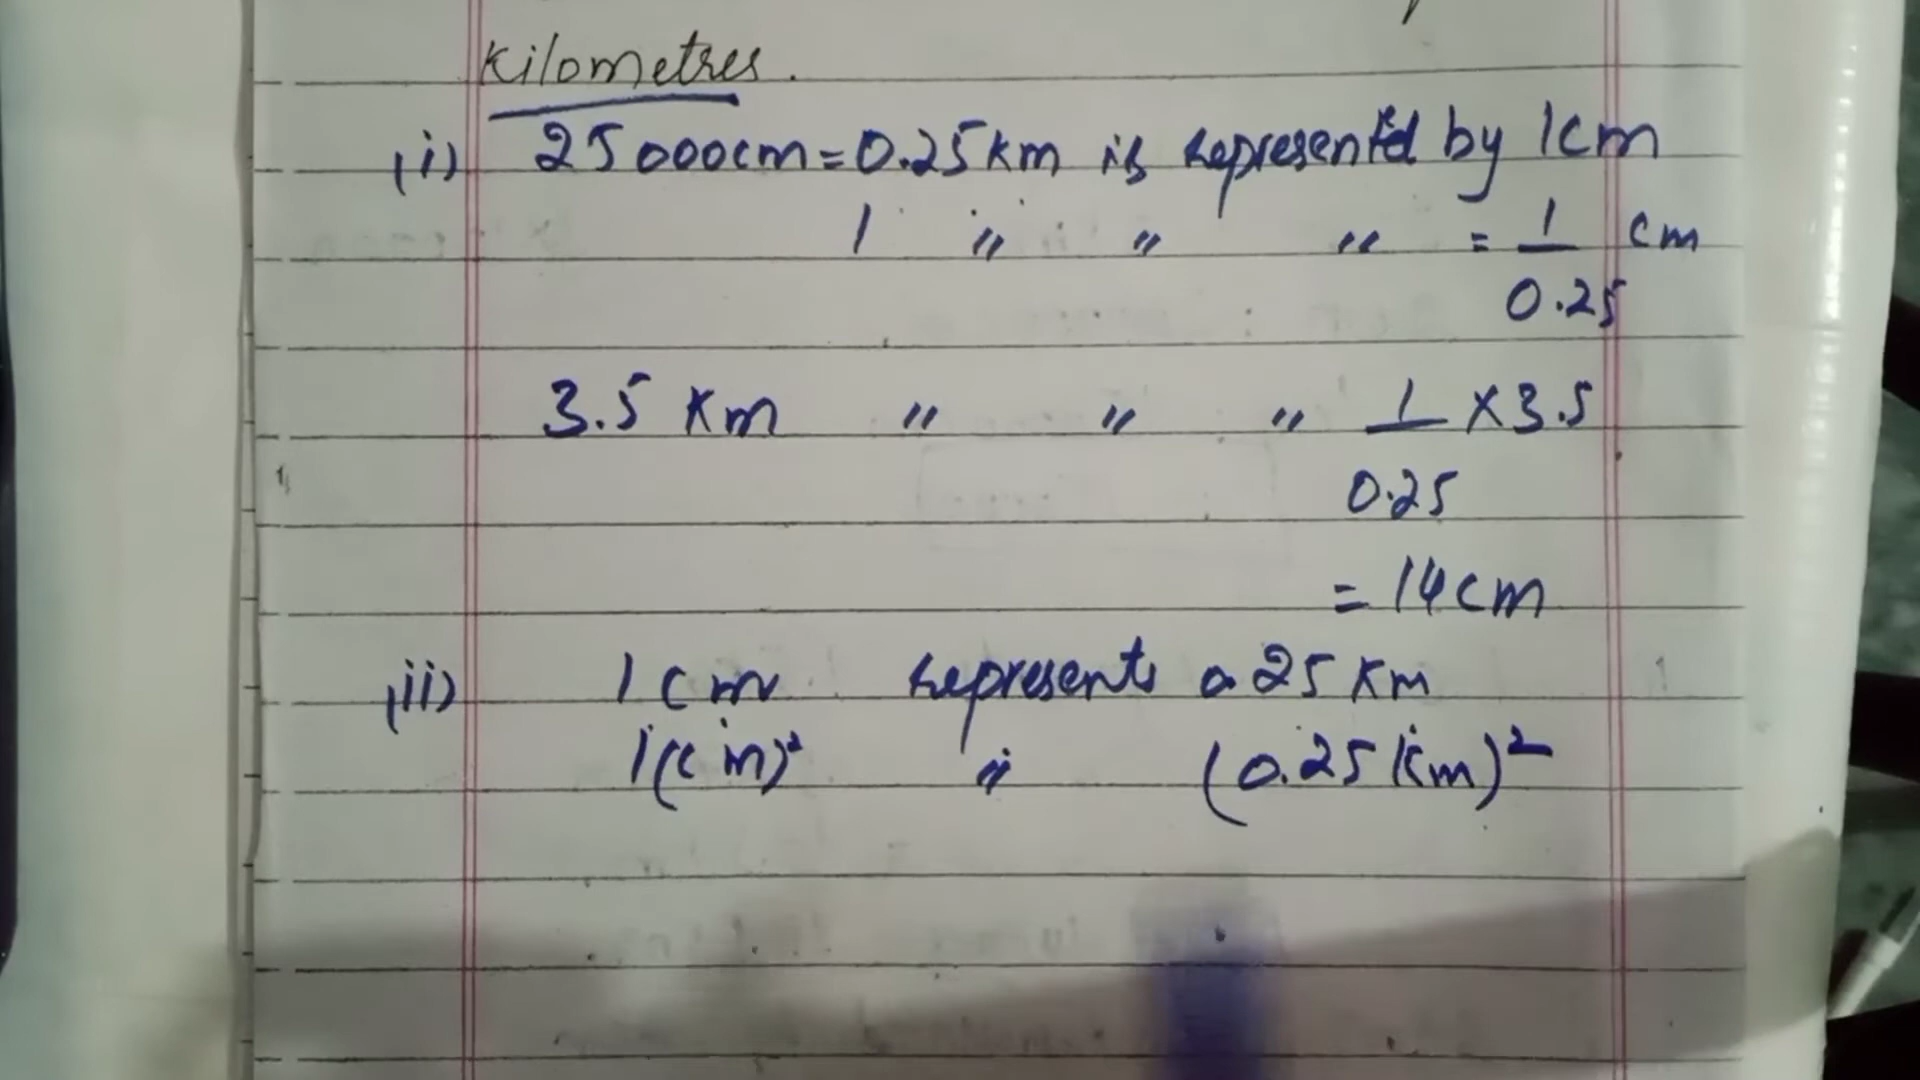 Kilometres.
(i) 25000cm = 0.25km is represented by 1cm
1 " " " = 1/0.25 cm
3.5 Km " " " 1/0.25 × 3.5
= 14cm
(ii) 1cm represents 0.25 Km
1(cm)² " (0.25 Km)²